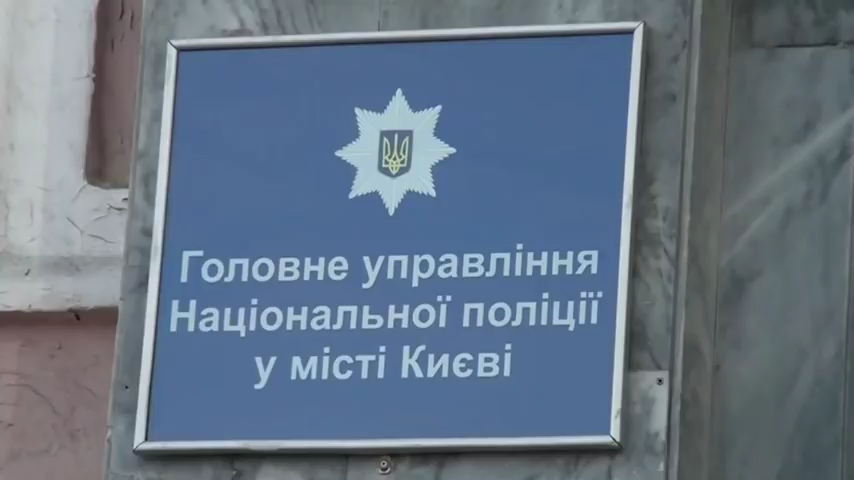 Головне управління
Національної поліції
у місті Києві